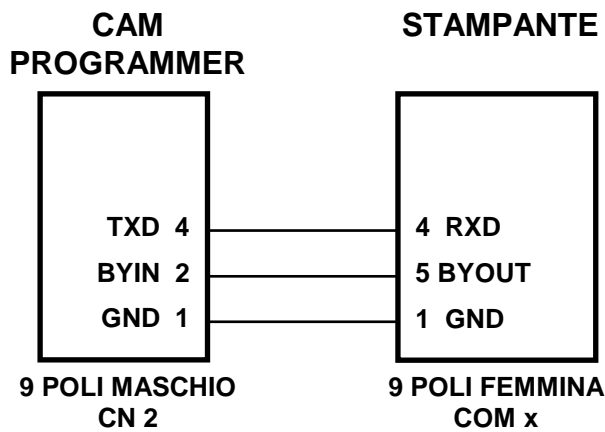 CAM
PROGRAMMER
STAMPANTE
TXD 4
4 RXD
BYIN 2
5 BYOUT
GND 1
1 GND
9 POLI MASCHIO
CN 2
9 POLI FEMMINA
COM x